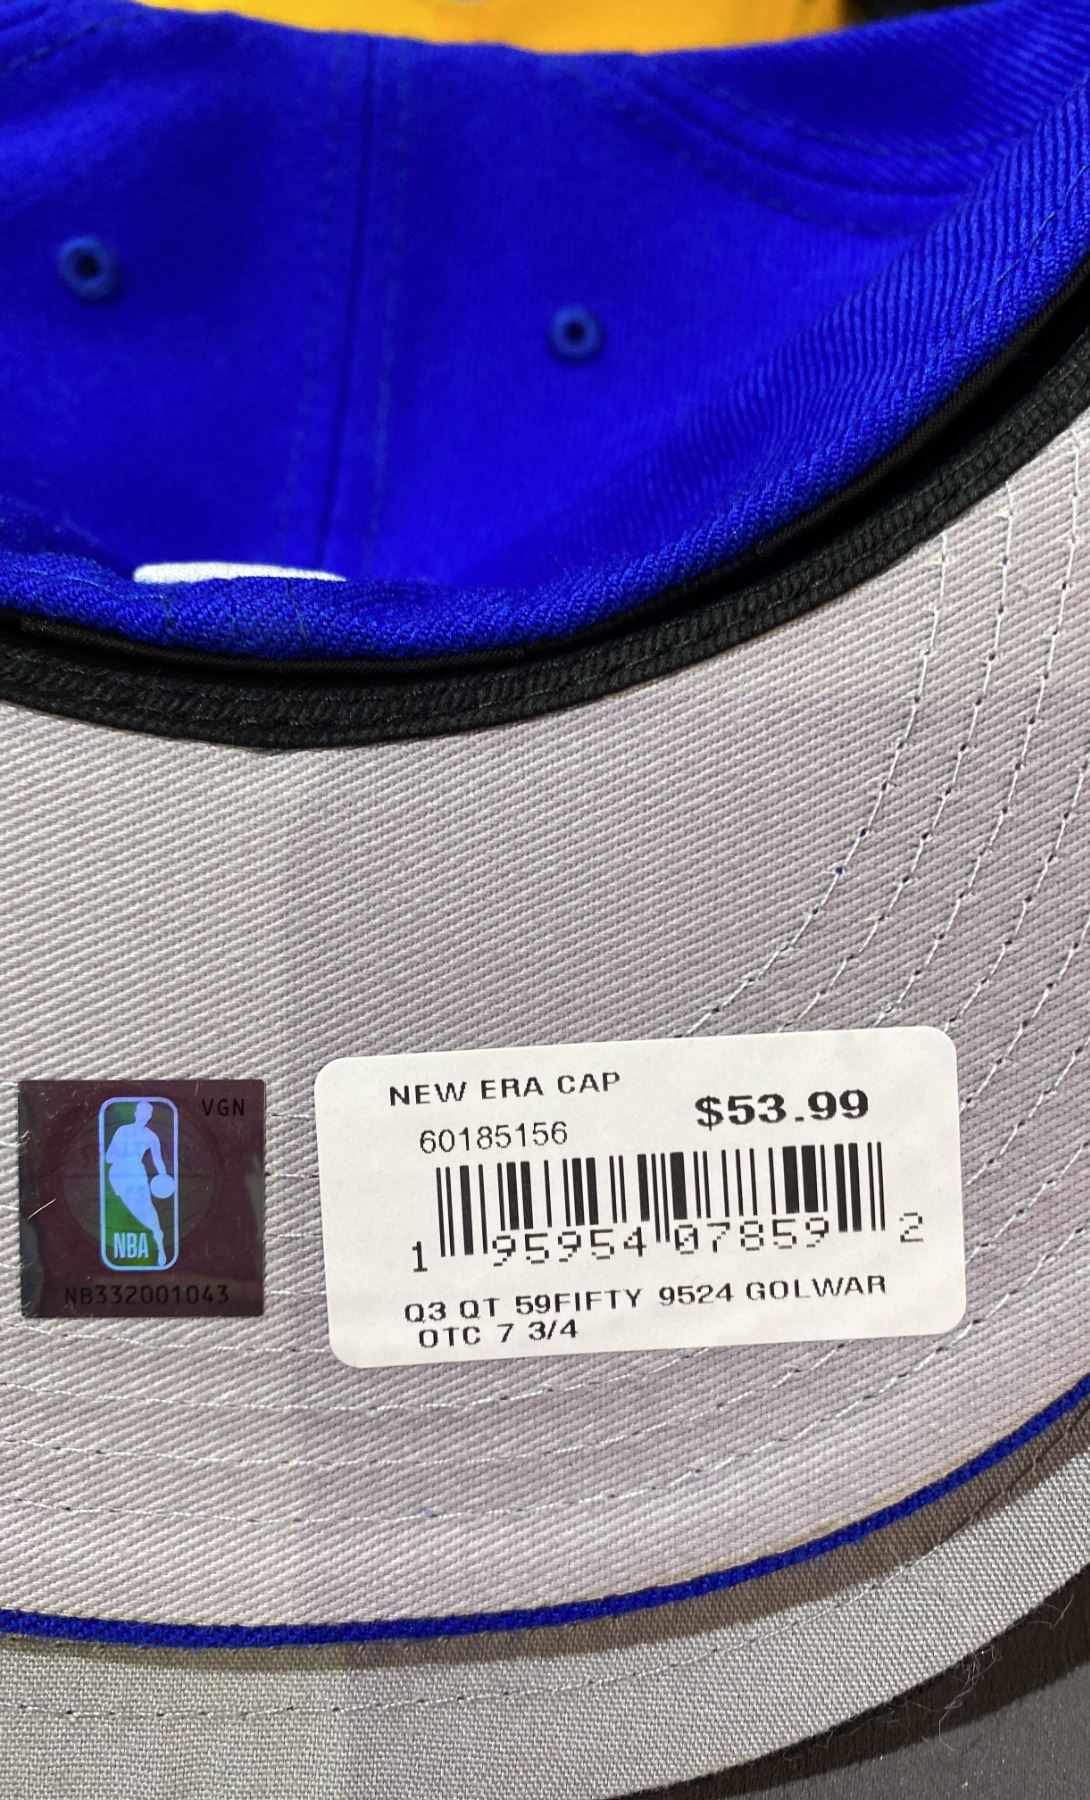 NEW ERA CAP
$53.99
60185156
1 95954 07859 2
Q3 QT 59FIFTY 9524 GOLWAR
OTC 7 3/4
VGN
NBA
NB332001043